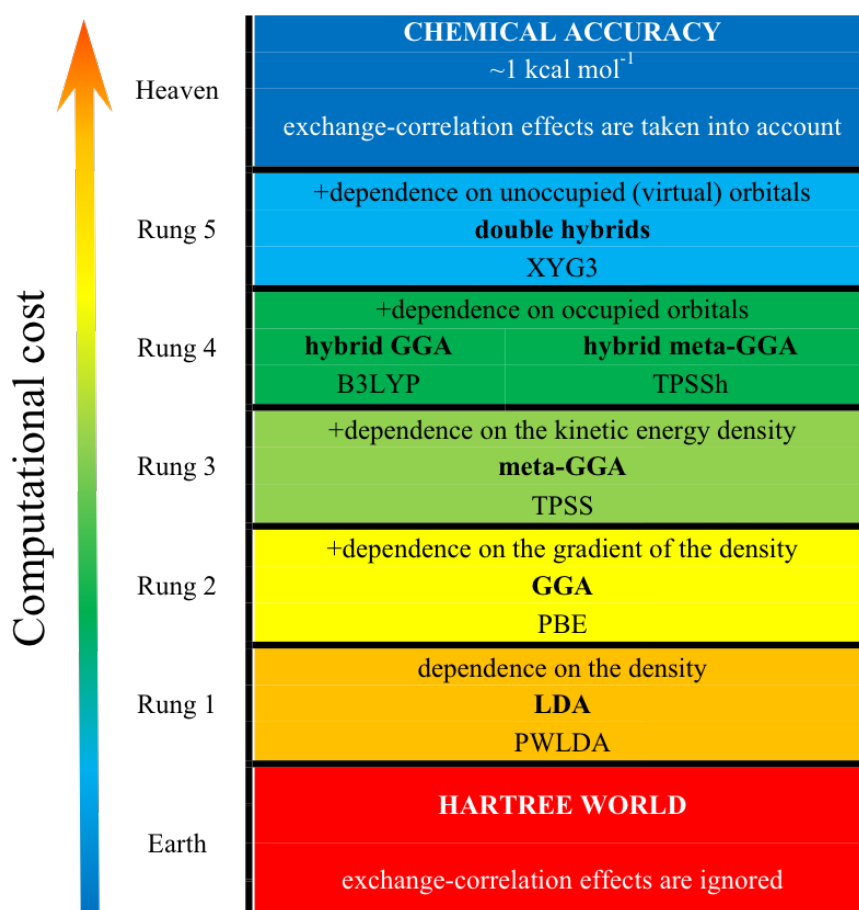 Computational cost
Heaven
CHEMICAL ACCURACY
~1 kcal mol⁻¹
exchange-correlation effects are taken into account
Rung 5
+dependence on unoccupied (virtual) orbitals
double hybrids
XYG3
Rung 4
+dependence on occupied orbitals
hybrid GGA
hybrid meta-GGA
B3LYP
TPSSh
Rung 3
+dependence on the kinetic energy density
meta-GGA
TPSS
Rung 2
+dependence on the gradient of the density
GGA
PBE
Rung 1
dependence on the density
LDA
PWLDA
Earth
HARTREE WORLD
exchange-correlation effects are ignored